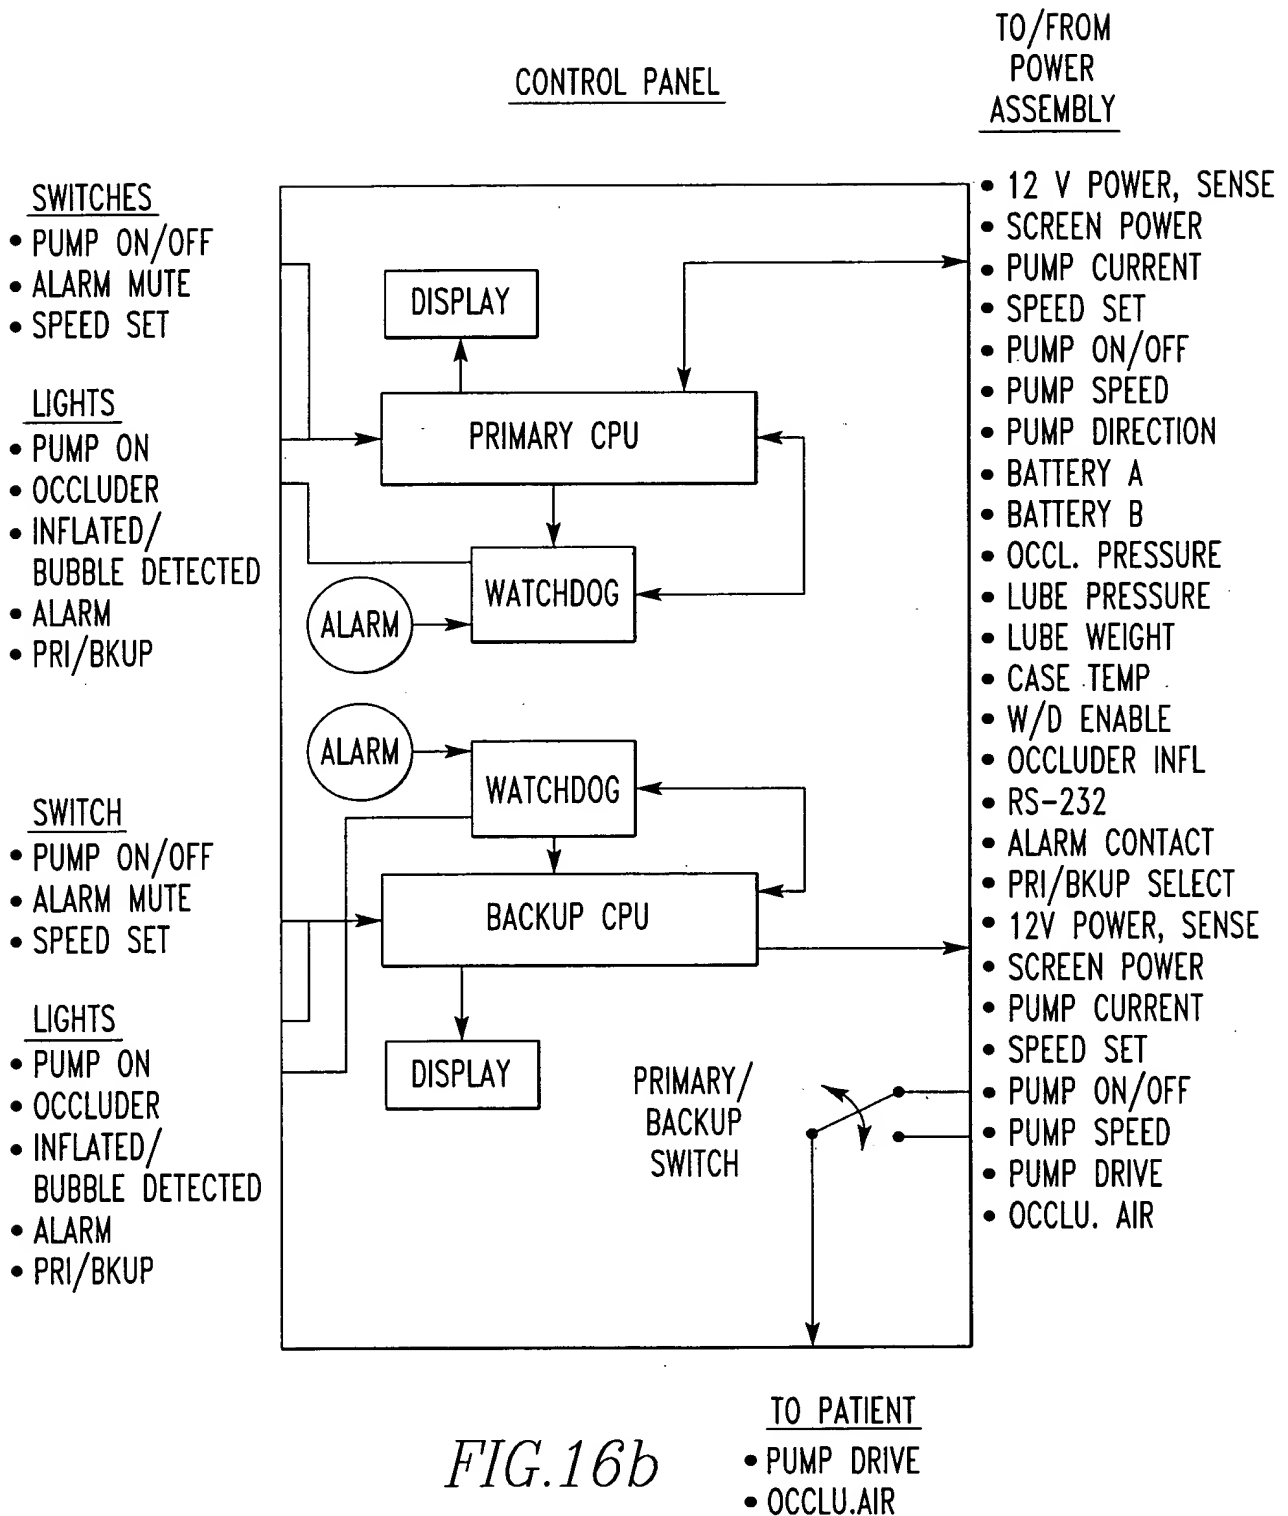 CONTROL PANEL
TO/FROM
POWER
ASSEMBLY
SWITCHES
• PUMP ON/OFF
• ALARM MUTE
• SPEED SET
LIGHTS
• PUMP ON
• OCCLUDER
• INFLATED/
BUBBLE DETECTED
• ALARM
• PRI/BKUP
SWITCH
• PUMP ON/OFF
• ALARM MUTE
• SPEED SET
LIGHTS
• PUMP ON
• OCCLUDER
• INFLATED/
BUBBLE DETECTED
• ALARM
• PRI/BKUP
DISPLAY
PRIMARY CPU
WATCHDOG
ALARM
ALARM
WATCHDOG
BACKUP CPU
DISPLAY
PRIMARY/
BACKUP
SWITCH
• 12 V POWER, SENSE
• SCREEN POWER
• PUMP CURRENT
• SPEED SET
• PUMP ON/OFF
• PUMP SPEED
• PUMP DIRECTION
• BATTERY A
• BATTERY B
• OCCL. PRESSURE
• LUBE PRESSURE
• LUBE WEIGHT
• CASE TEMP
• W/D ENABLE
• OCCLUDER INFL
• RS-232
• ALARM CONTACT
• PRI/BKUP SELECT
• 12V POWER, SENSE
• SCREEN POWER
• PUMP CURRENT
• SPEED SET
• PUMP ON/OFF
• PUMP SPEED
• PUMP DRIVE
• OCCLU. AIR
TO PATIENT
• PUMP DRIVE
• OCCLU.AIR
FIG.16b